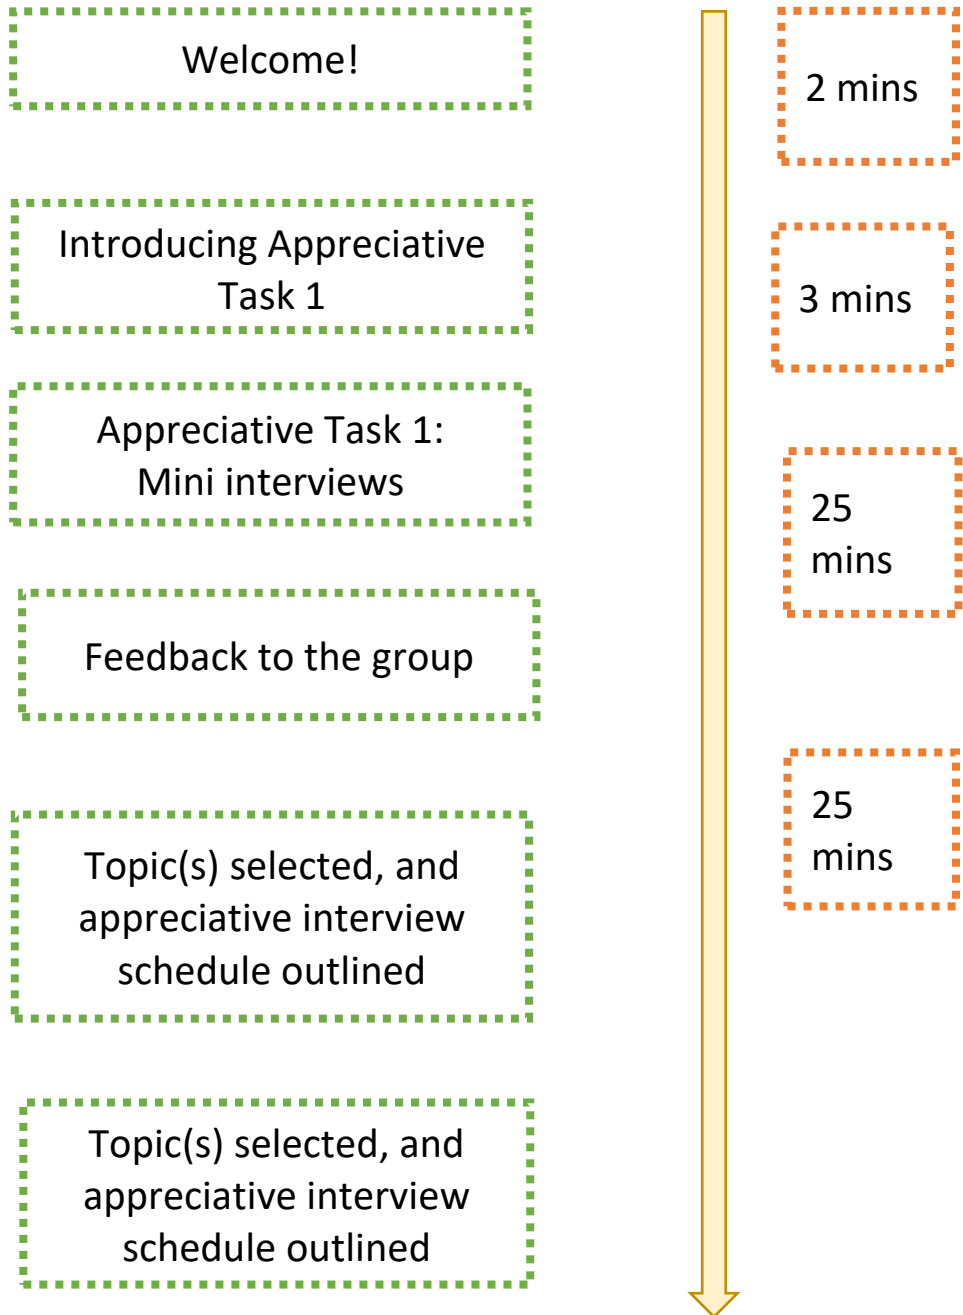 Welcome!
2 mins
Introducing Appreciative
Task 1
3 mins
Appreciative Task 1:
Mini interviews
25
mins
Feedback to the group
25
mins
Topic(s) selected, and
appreciative interview
schedule outlined
Topic(s) selected, and
appreciative interview
schedule outlined